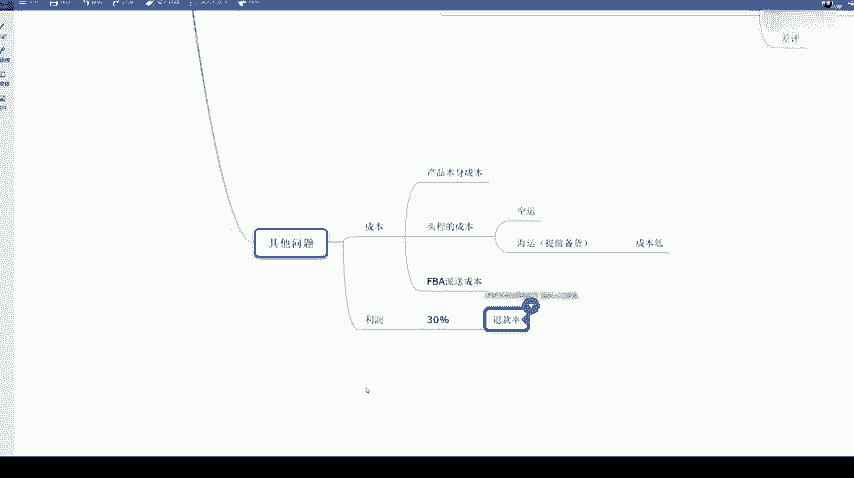 差评
产品本身成本
空运
成本
头程的成本
海运（提前备货）
成本低
其他问题
FBA派送成本
利润
30%
退款率